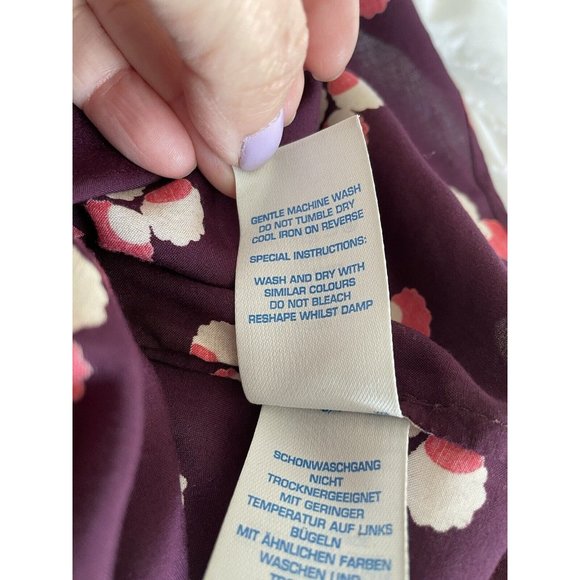 GENTLE MACHINE WASH
DO NOT TUMBLE DRY
COOL IRON ON REVERSE
SPECIAL INSTRUCTIONS:
WASH AND DRY WITH
SIMILAR COLOURS
DO NOT BLEACH
RESHAPE WHILST DAMP
SCHONWASCHGANG
NICHT
TROCKNERGEEIGNET
MIT GERINGER
TEMPERATUR AUF LINKS
BÜGELN
MIT ÄHNLICHEN FARBEN
WASCHEN UND